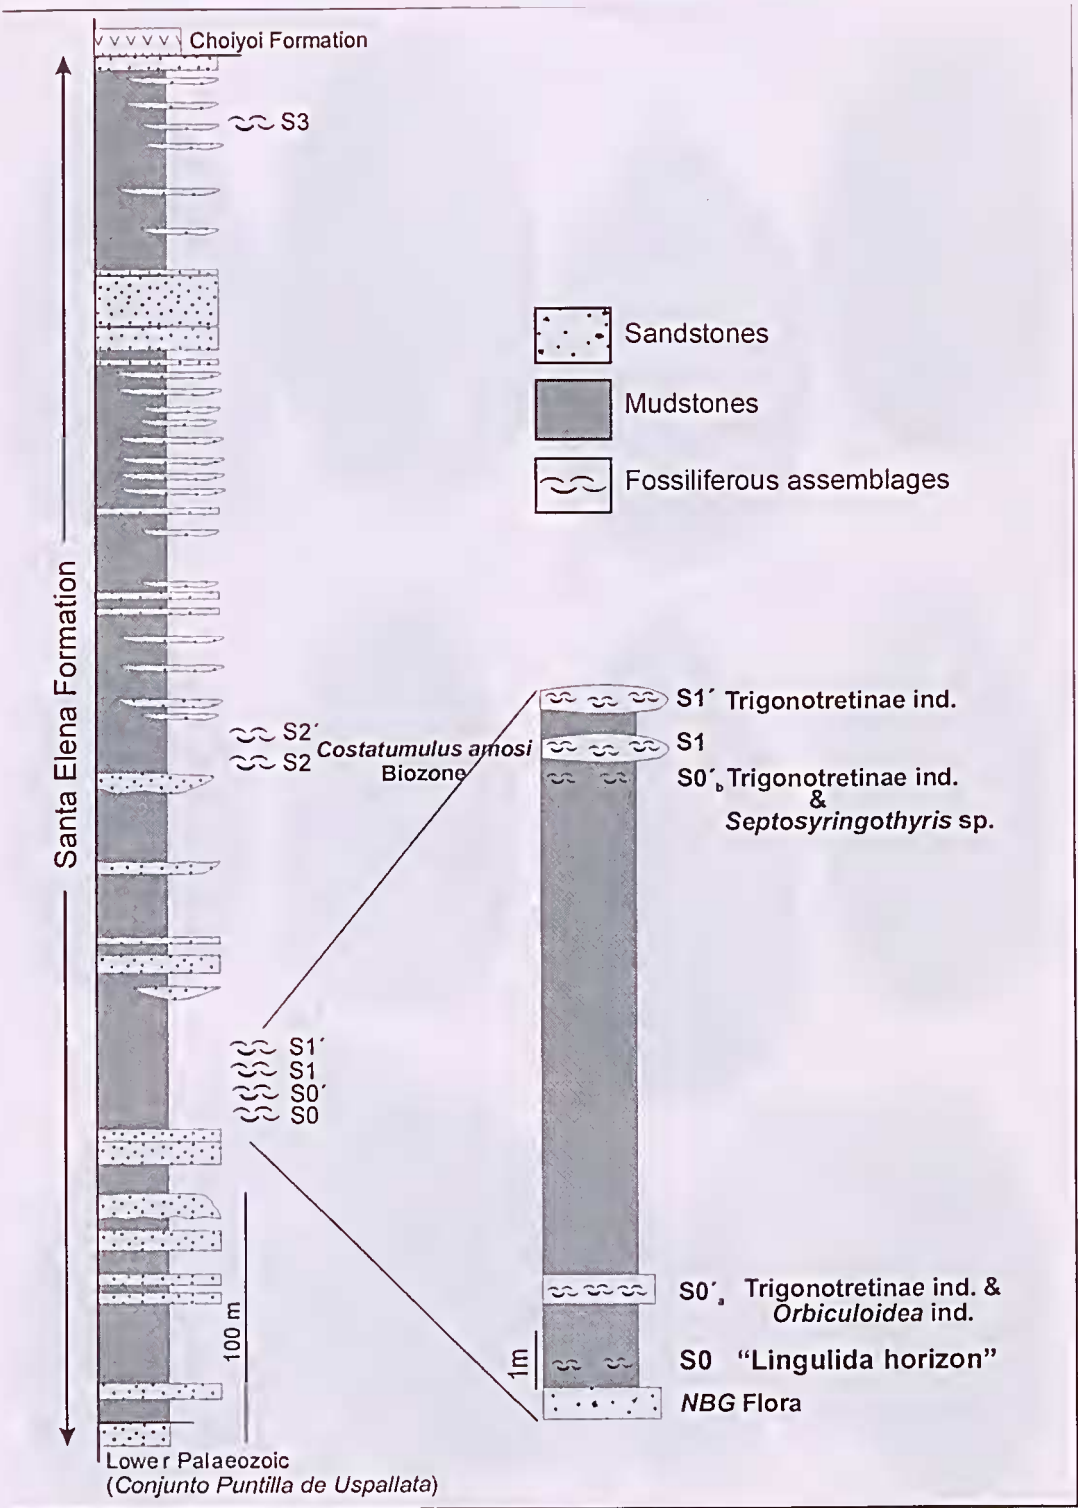 Choiyoi Formation
S3
Sandstones
Mudstones
Fossiliferous assemblages
Santa Elena Formation
S2´
S2
Costatumulus amosi
Biozone
S1´
S1
S0´
S0
100 m
Lower Palaeozoic
(Conjunto Puntilla de Uspallata)
S1´ Trigonotretinae ind.
S1
S0´b Trigonotretinae ind.
&
Septosyringothyris sp.
S0´a Trigonotretinae ind. &
Orbiculoidea ind.
1m
S0 “Lingulida horizon”
NBG Flora